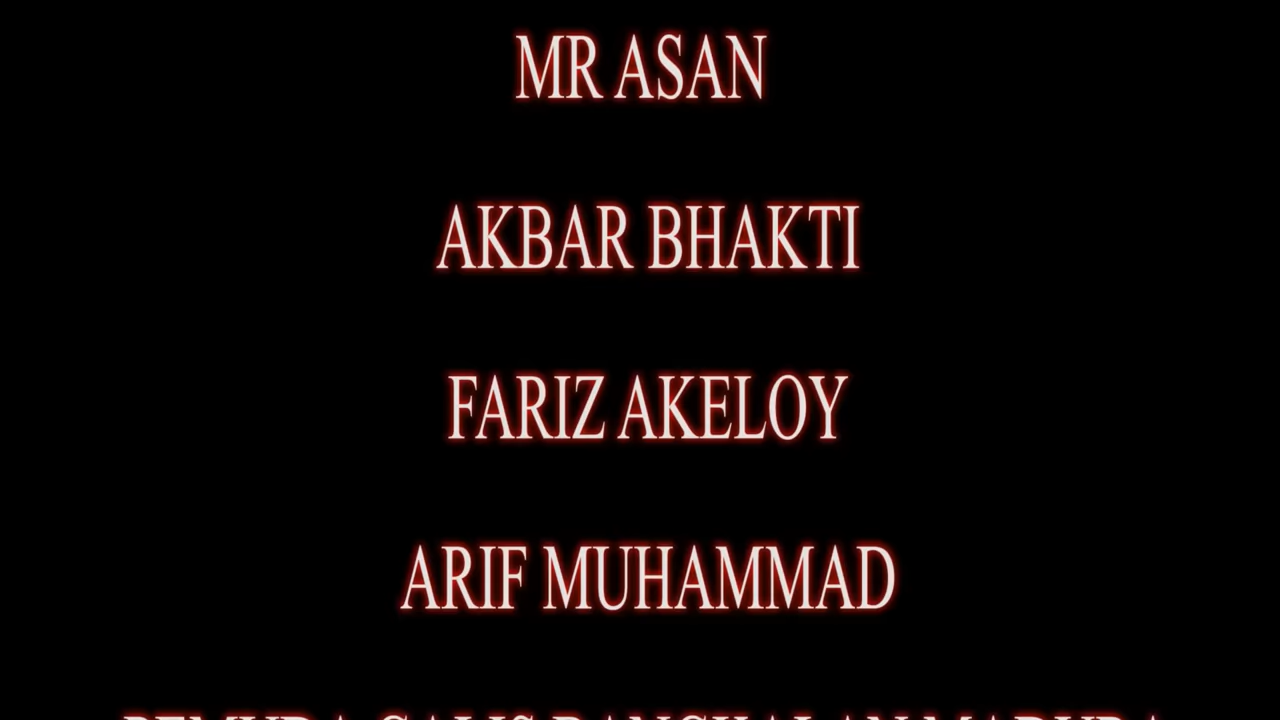 MR ASAN
AKBAR BHAKTI
FARIZ AKELOY
ARIF MUHAMMAD